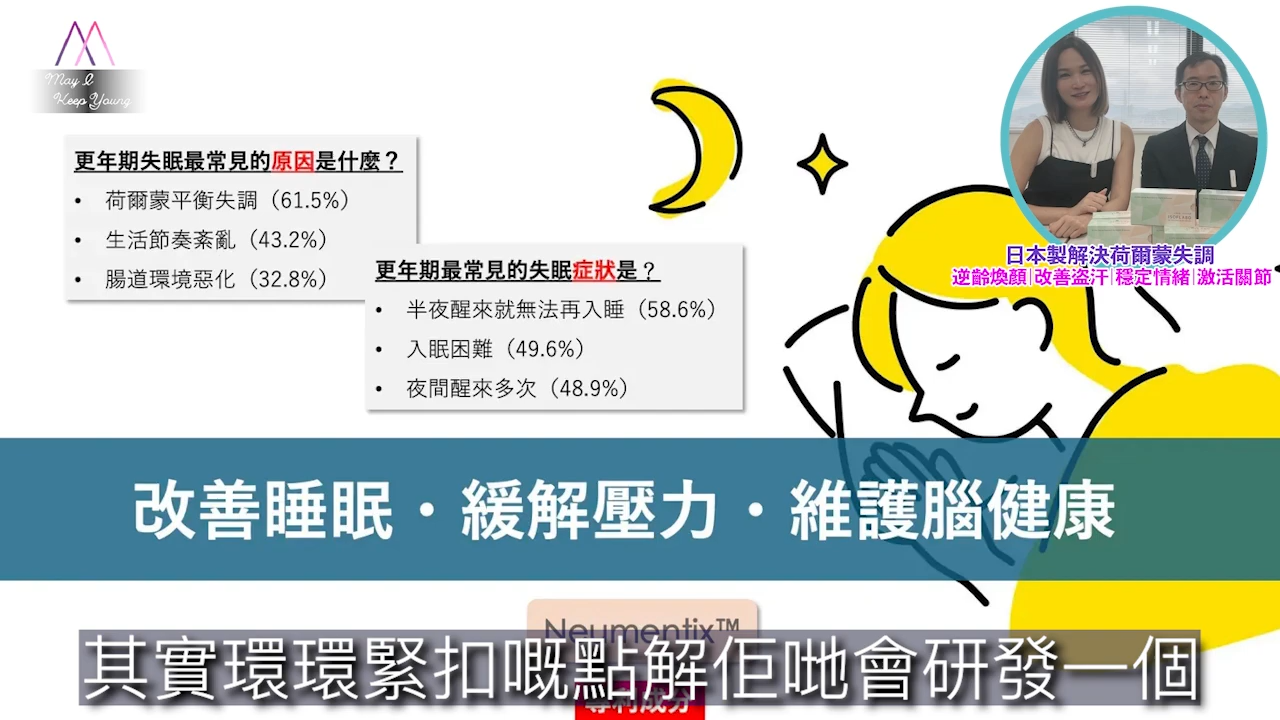 May I
Keep Young
更年期失眠最常見的原因是什麼？
• 荷爾蒙平衡失調（61.5%）
• 生活節奏紊亂（43.2%）
• 腸道環境惡化（32.8%）
更年期最常見的失眠症狀是？
• 半夜醒來就無法再入睡（58.6%）
• 入眠困難（49.6%）
• 夜間醒來多次（48.9%）
日本製解決荷爾蒙失調
逆齡煥顏|改善盗汗|穩定情緒|激活關節
改善睡眠・緩解壓力・維護腦健康
Neumentix™
其實環環緊扣嘅點解佢哋會研發一個
專利成分